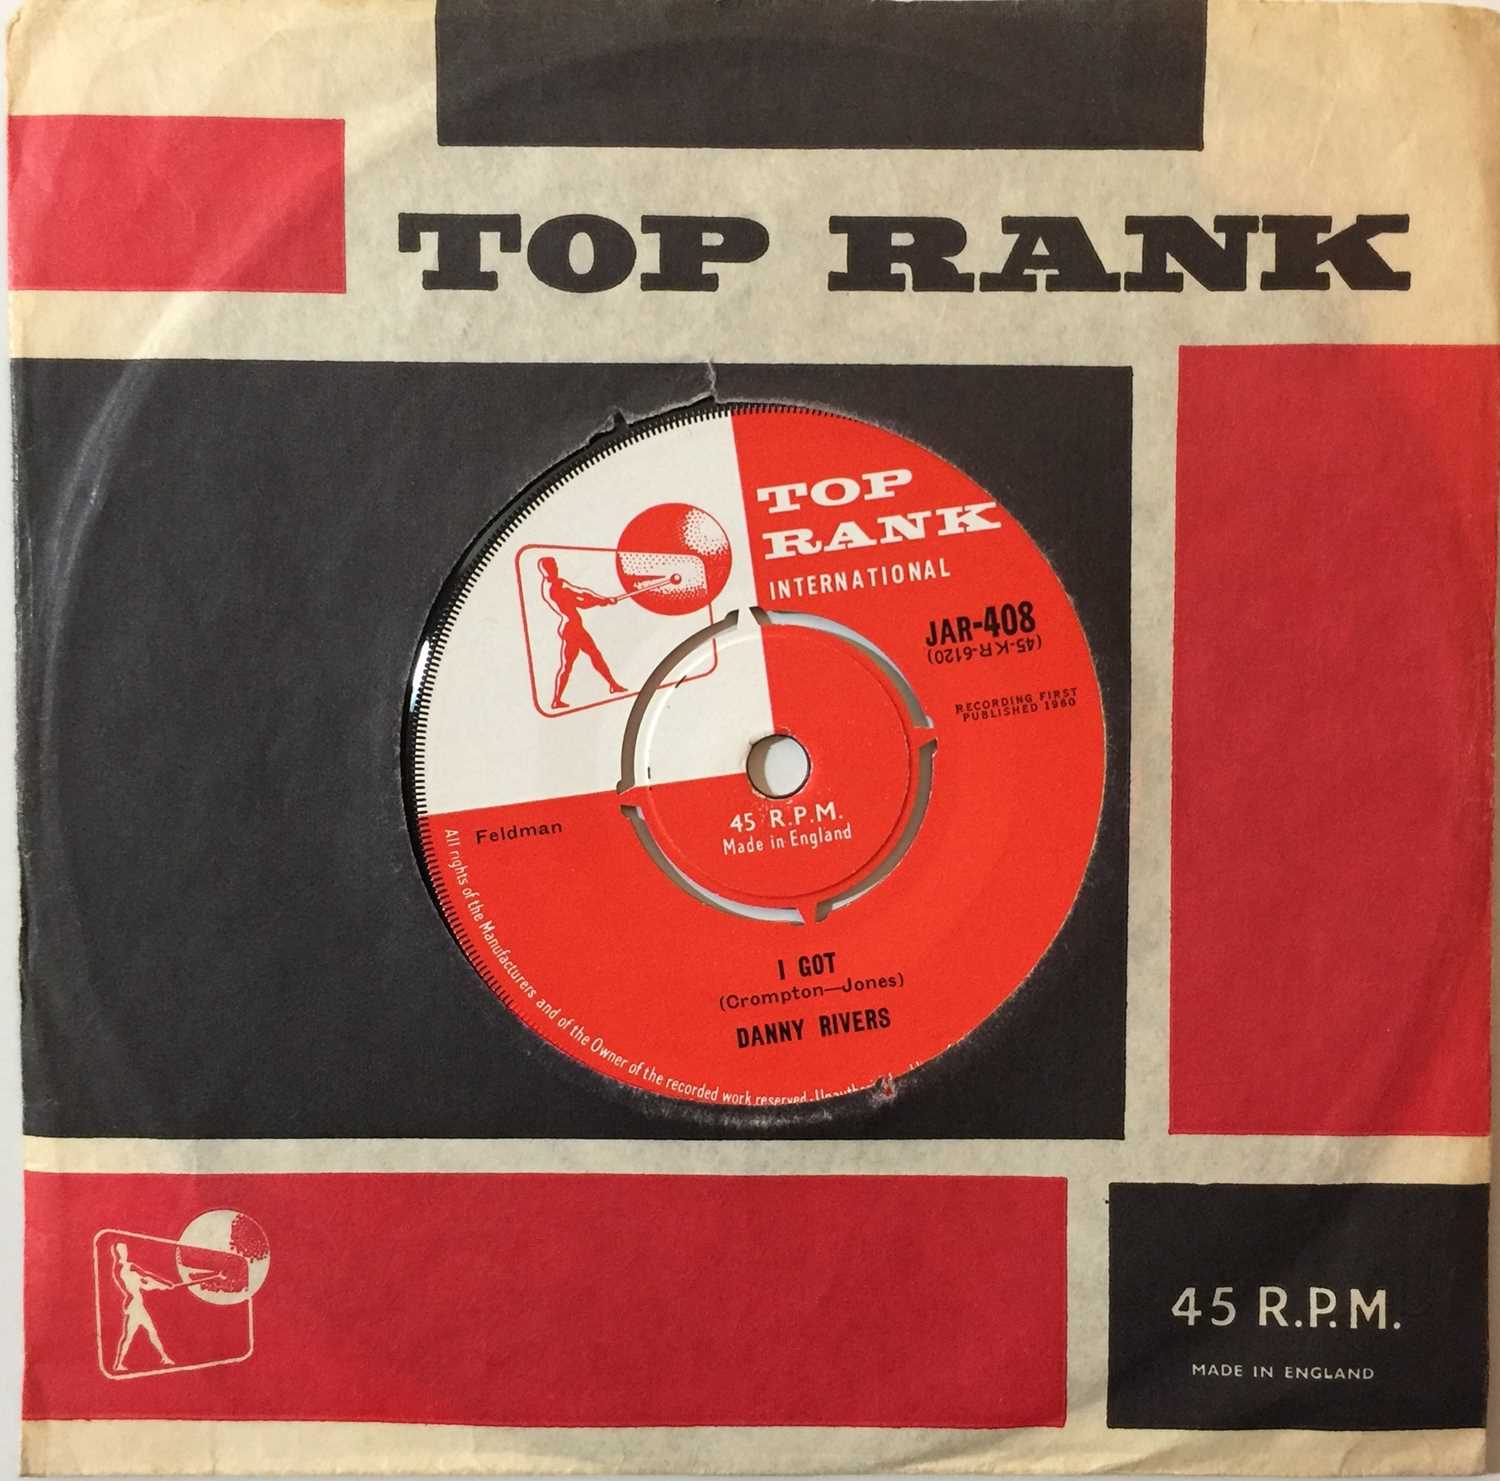 TOP RANK
TOP
RANK
INTERNATIONAL
JAR-408
(45-KR-6120)
RECORDING FIRST
PUBLISHED 1960
45 R.P.M.
Made in England
Feldman
I GOT
(Crompton—Jones)
DANNY RIVERS
All rights of the Manufacturers and of the Owner of the recorded work reserved.
45 R.P.M.
MADE IN ENGLAND